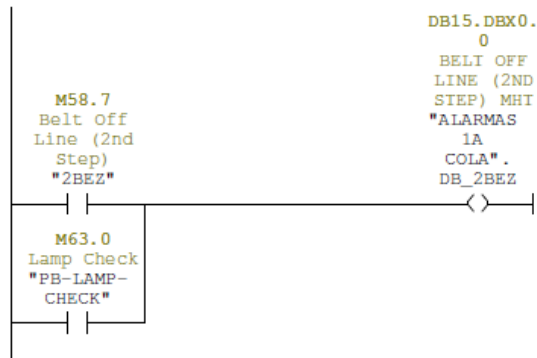 DB15.DBX0.
0
BELT OFF
LINE (2ND
STEP) MHT
"ALARMAS
1A
COLA".
DB_2BEZ
M58.7
Belt Off
Line (2nd
Step)
"2BEZ"
M63.0
Lamp Check
"PB-LAMP-
CHECK"